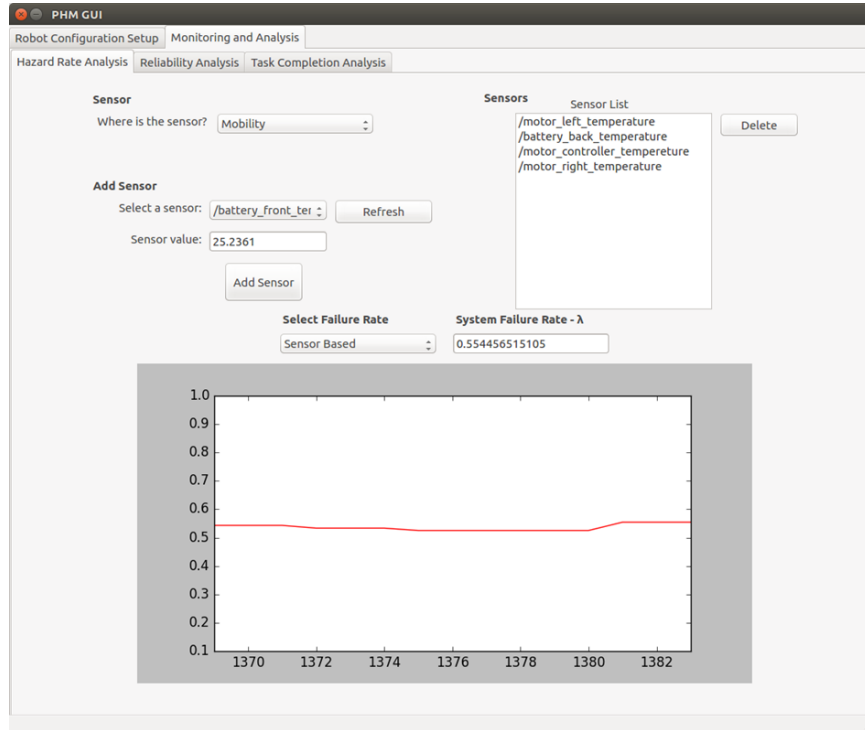 PHM GUI
Robot Configuration Setup Monitoring and Analysis
Hazard Rate Analysis Reliability Analysis Task Completion Analysis
Sensor
Where is the sensor? Mobility
Sensors
Sensor List
/motor_left_temperature
/battery_back_temperature
/motor_controller_tempereture
/motor_right_temperature
Delete
Add Sensor
Select a sensor: /battery_front_ter Refresh
Sensor value: 25.2361
Add Sensor
Select Failure Rate System Failure Rate - λ
Sensor Based 0.554456515105
1.0
0.9
0.8
0.7
0.6
0.5
0.4
0.3
0.2
0.1
1370 1372 1374 1376 1378 1380 1382